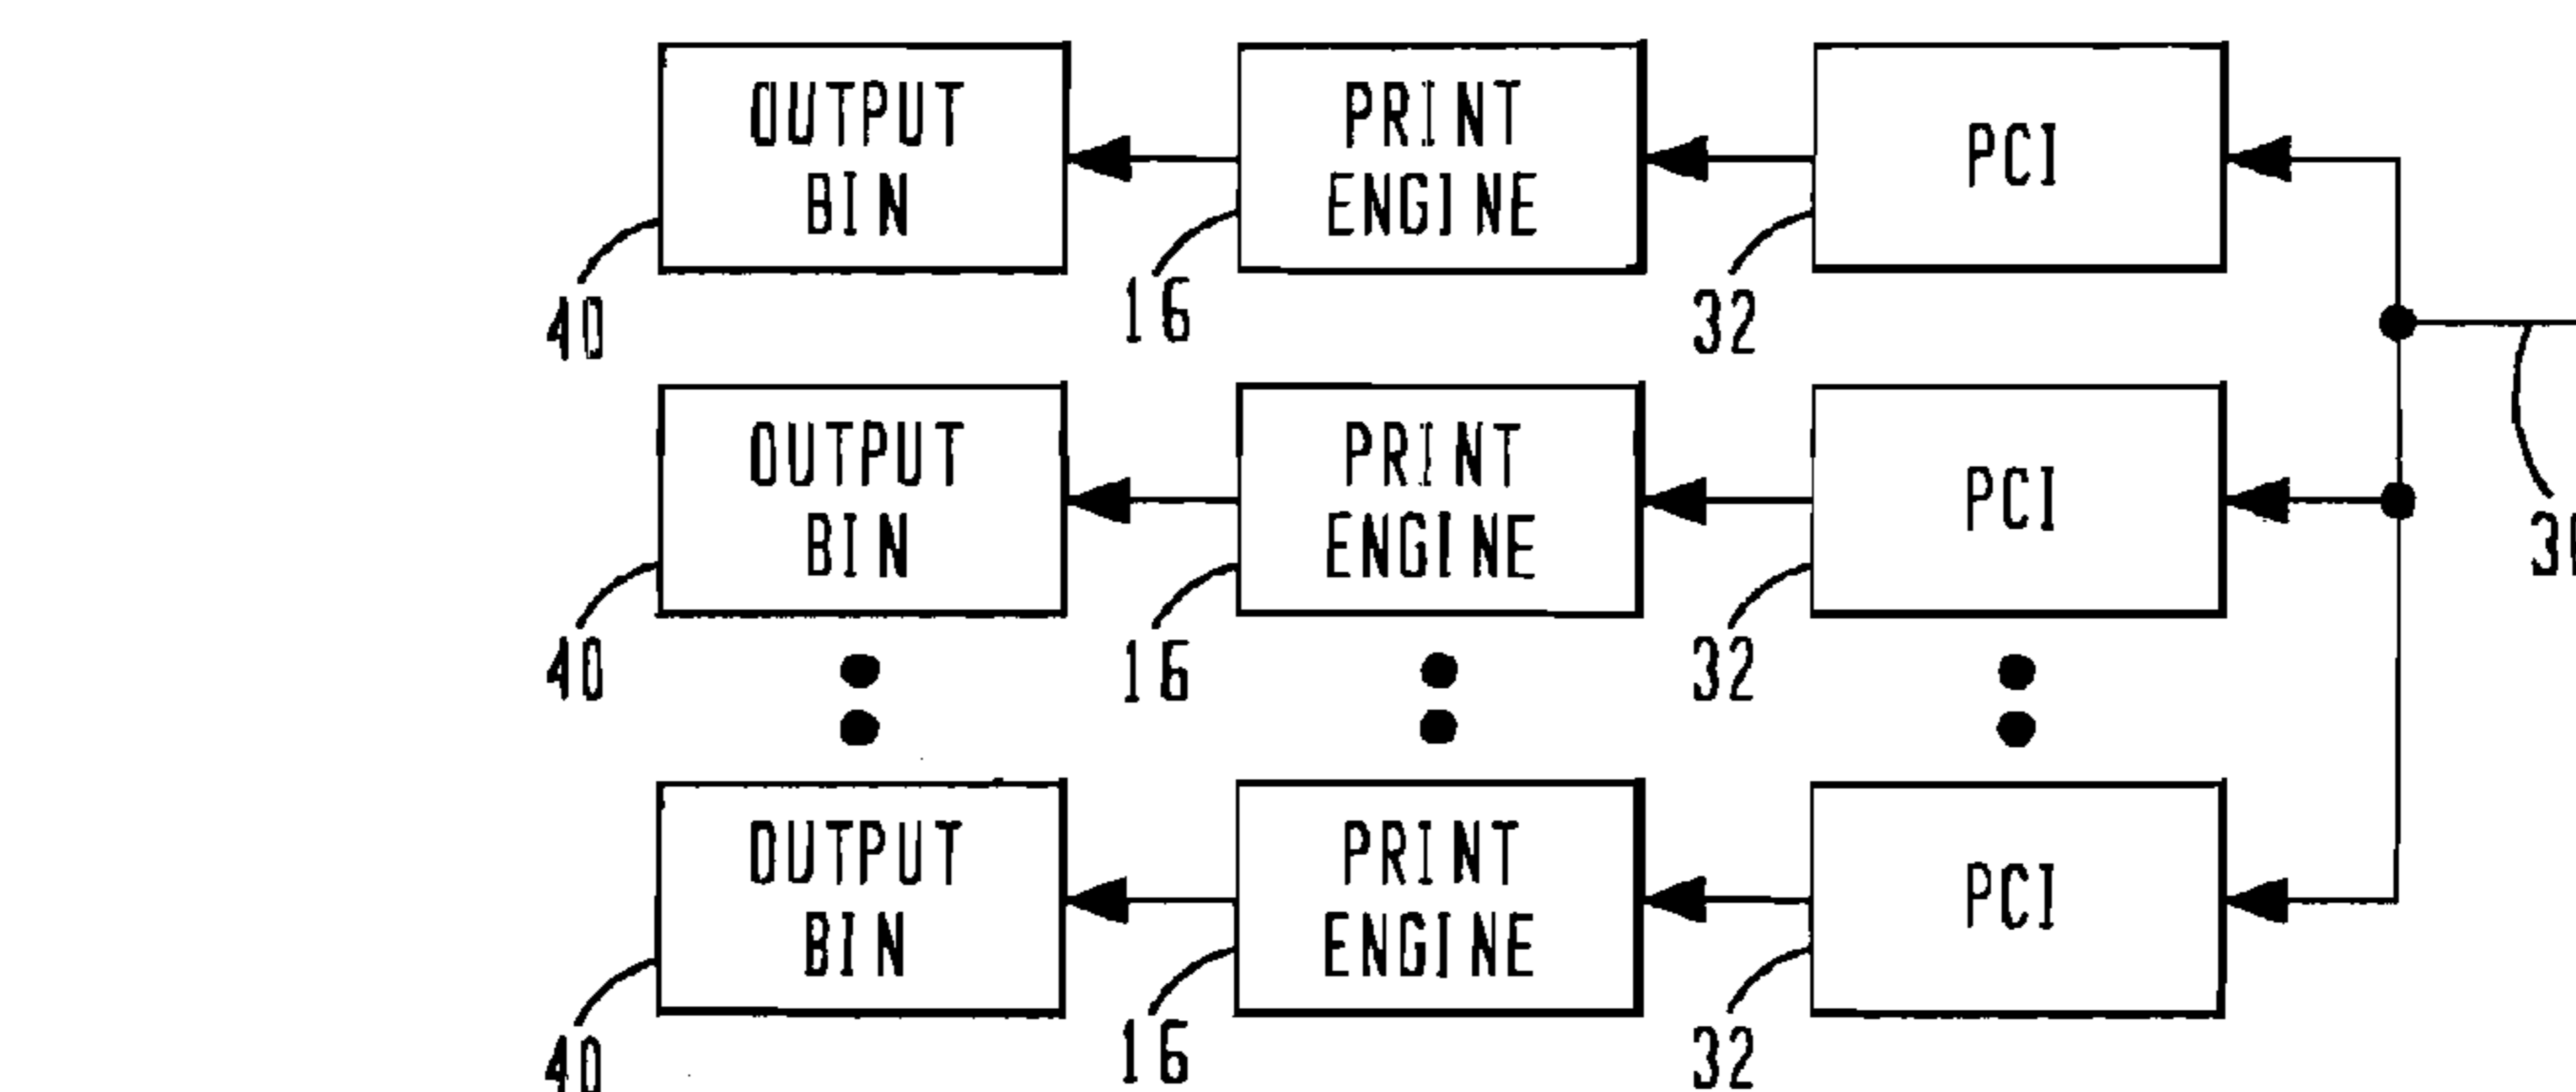 OUTPUT
BIN
PRINT
ENGINE
PCI
40
16
32
OUTPUT
BIN
PRINT
ENGINE
PCI
40
16
32
OUTPUT
BIN
PRINT
ENGINE
PCI
40
16
32